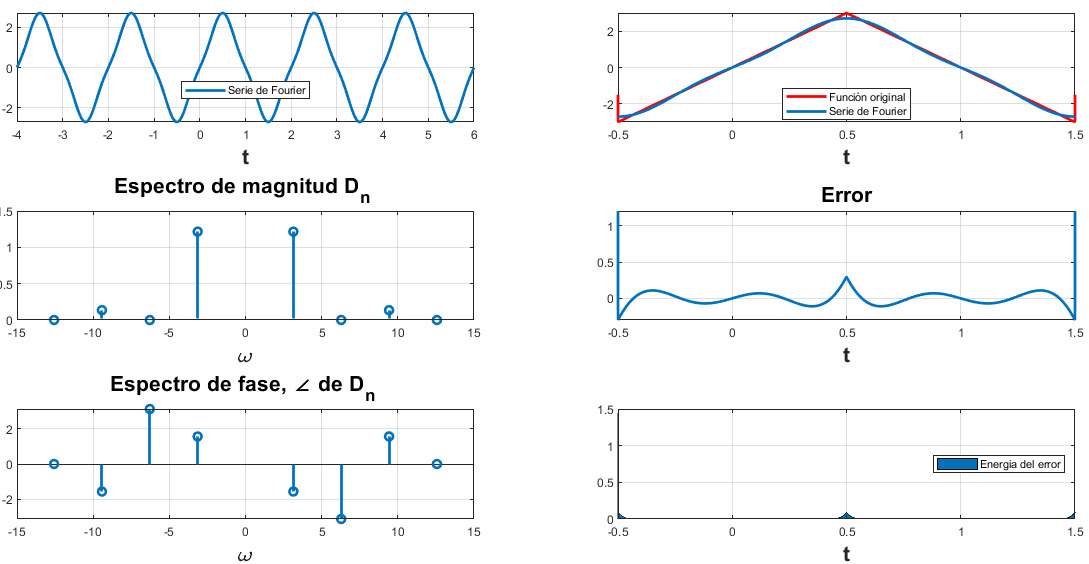 2
0
-2
-4 -3 -2 -1 0 1 2 3 4 5 6
Serie de Fourier
t
2
0
-2
-0.5 0 0.5 1 1.5
Función original
Serie de Fourier
t
Espectro de magnitud Dn
1.5
1
0.5
0
-15 -10 -5 0 5 10 15
ω
Error
1
0.5
0
-0.5 0 0.5 1 1.5
t
Espectro de fase, ∠ de Dn
2
0
-2
-15 -10 -5 0 5 10 15
ω
1.5
1
0.5
0
-0.5 0 0.5 1 1.5
Energia del error
t